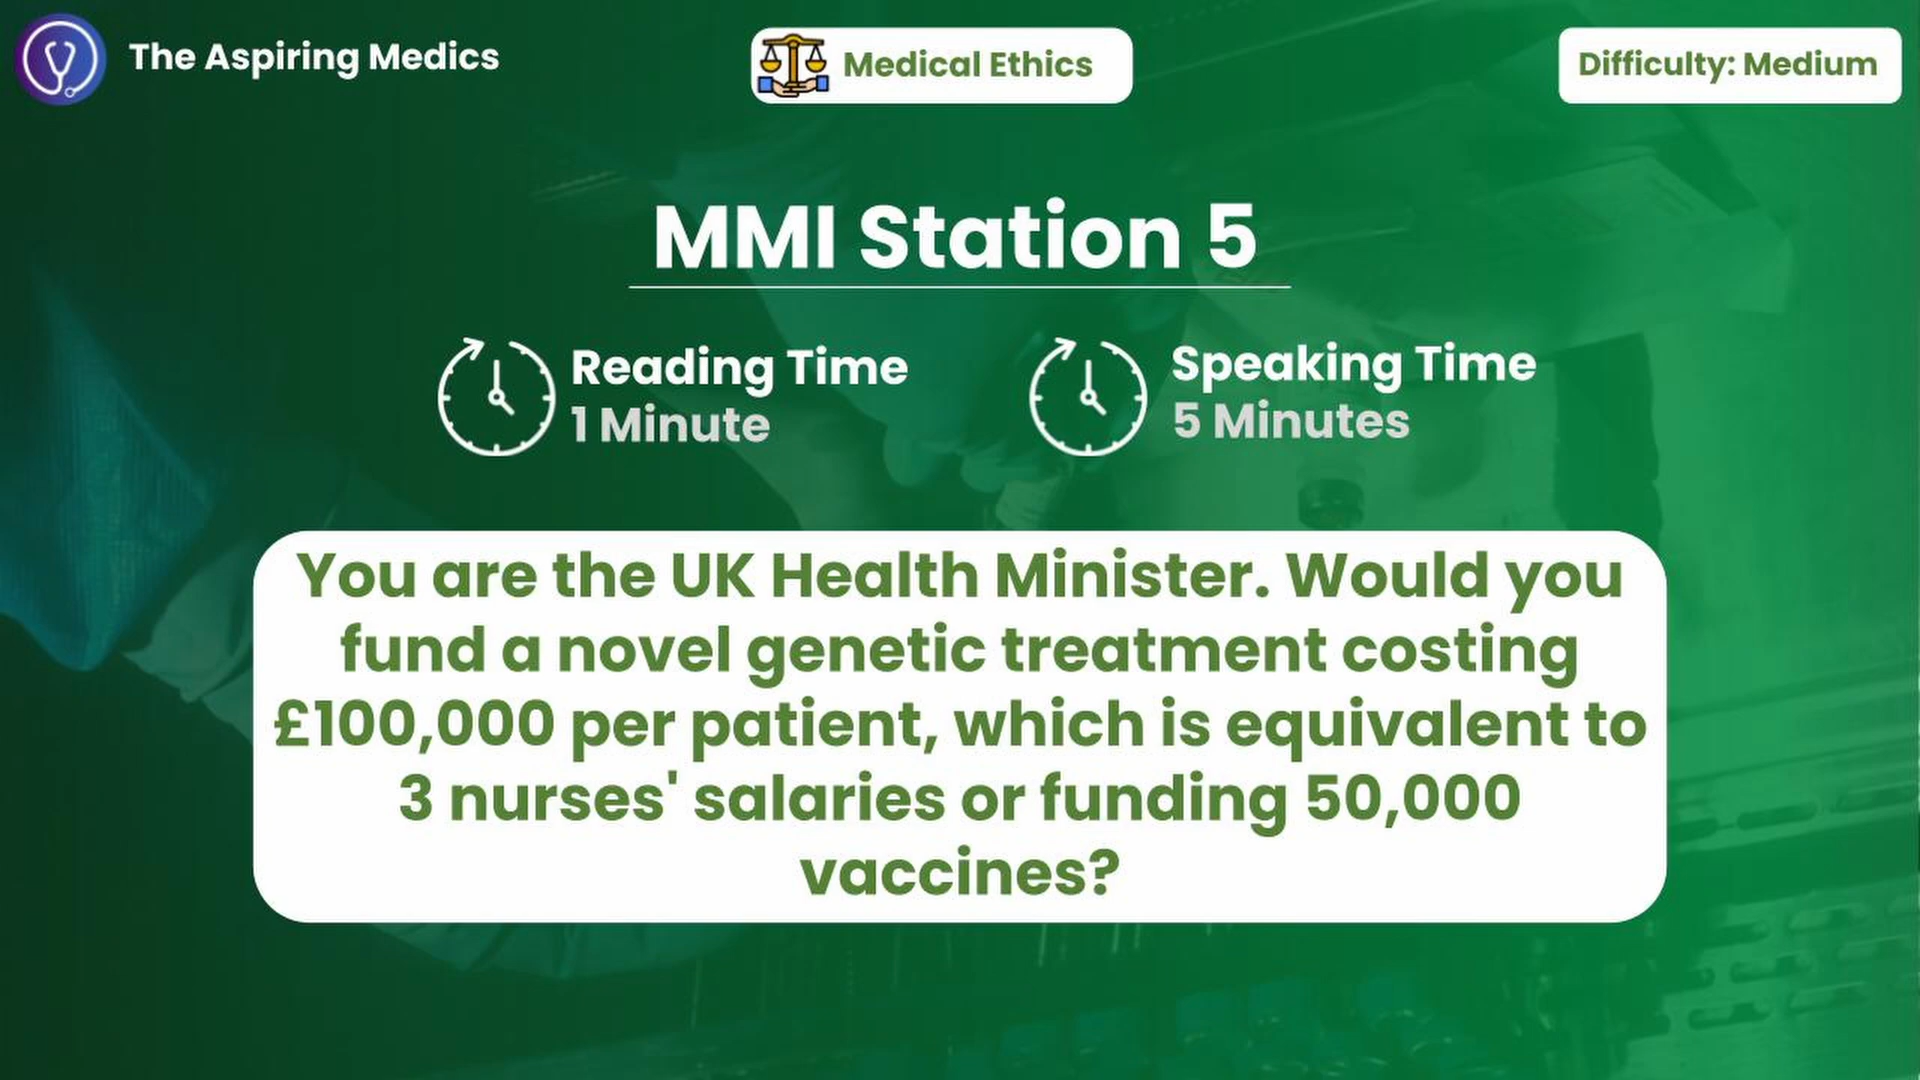 The Aspiring Medics
Medical Ethics
Difficulty: Medium
MMI Station 5
Reading Time
1 Minute
Speaking Time
5 Minutes
You are the UK Health Minister. Would you
fund a novel genetic treatment costing
£100,000 per patient, which is equivalent to
3 nurses' salaries or funding 50,000
vaccines?